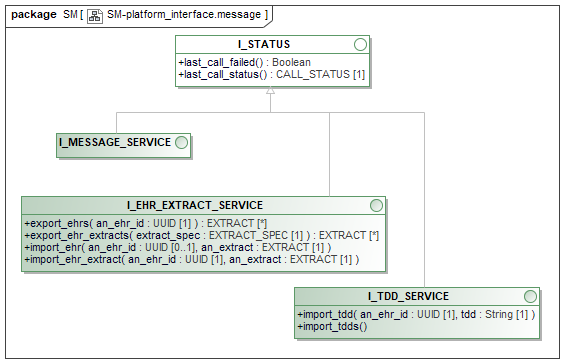 package SM [ SM-platform_interface.message ]
I_STATUS
+last_call_failed() : Boolean
+last_call_status() : CALL_STATUS [1]
I_MESSAGE_SERVICE
I_EHR_EXTRACT_SERVICE
+export_ehrs( an_ehr_id : UUID [1] ) : EXTRACT [*]
+export_ehr_extracts( extract_spec : EXTRACT_SPEC [1] ) : EXTRACT [*]
+import_ehr( an_ehr_id : UUID [0..1], an_extract : EXTRACT [1] )
+import_ehr_extract( an_ehr_id : UUID [1], an_extract : EXTRACT [1] )
I_TDD_SERVICE
+import_tdd( an_ehr_id : UUID [1], tdd : String [1] )
+import_tdds()